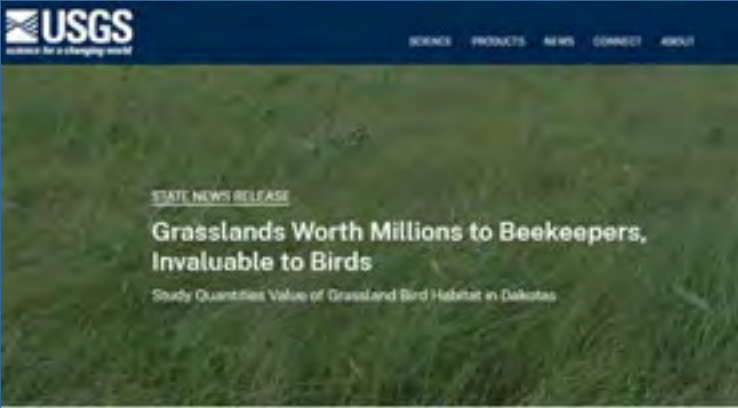 USGS
science for a changing world
SCIENCE PRODUCTS NEWS CONNECT ABOUT
STATE NEWS RELEASE
Grasslands Worth Millions to Beekeepers,
Invaluable to Birds
Study Quantifies Value of Grassland Bird Habitat in Dakotas